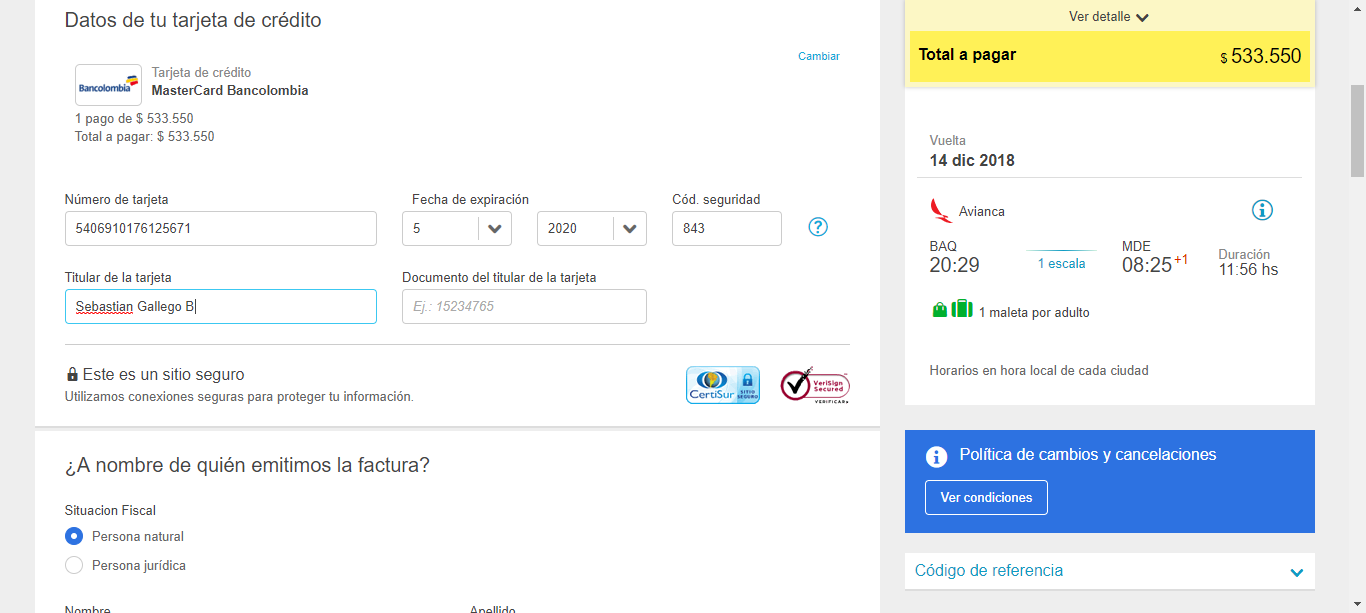 Datos de tu tarjeta de crédito
Cambiar
Bancolombia
Tarjeta de crédito
MasterCard Bancolombia
1 pago de $ 533.550
Total a pagar: $ 533.550
Número de tarjeta
Fecha de expiración
Cód. seguridad
5406910176125671
5
2020
843
?
Titular de la tarjeta
Documento del titular de la tarjeta
Sebastian Gallego B
Ej.: 15234765
Este es un sitio seguro
Utilizamos conexiones seguras para proteger tu información.
CertiSur SITIO SEGURO
VeriSign Secured
VERIFICAR
¿A nombre de quién emitimos la factura?
Situacion Fiscal
Persona natural
Persona jurídica
Nombre
Apellido
Ver detalle
Total a pagar
$ 533.550
Vuelta
14 dic 2018
Avianca
BAQ
20:29
1 escala
MDE
08:25 +1
Duración
11:56 hs
1 maleta por adulto
Horarios en hora local de cada ciudad
Política de cambios y cancelaciones
Ver condiciones
Código de referencia